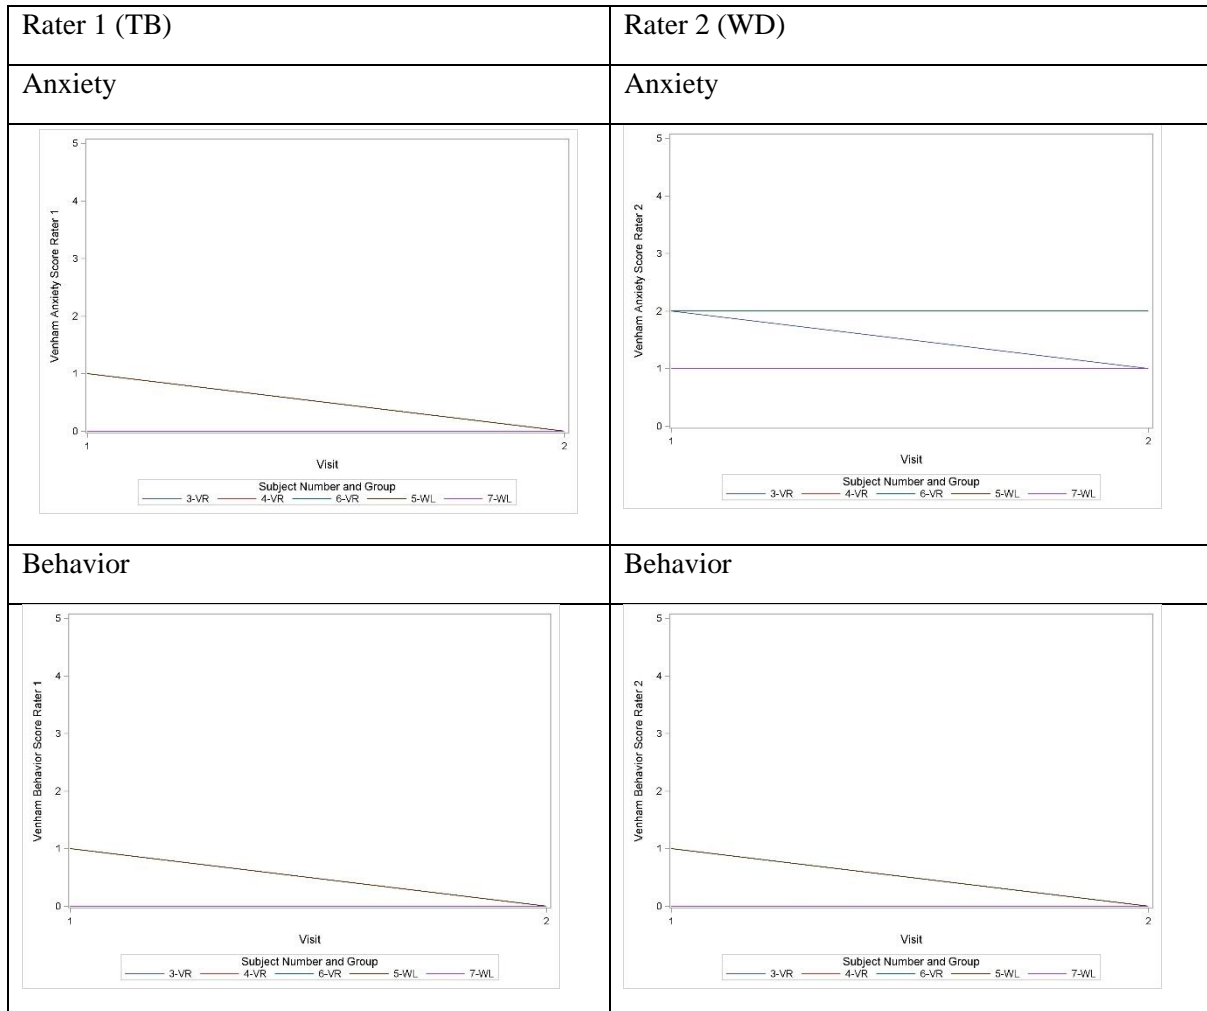 Rater 1 (TB)
Rater 2 (WD)
Anxiety
Anxiety
Venham Anxiety Score Rater 1
5
4
3
2
1
0
1
2
Visit
Subject Number and Group
3-VR 4-VR 6-VR 5-WL 7-WL
Venham Anxiety Score Rater 2
5
4
3
2
1
0
1
2
Visit
Subject Number and Group
3-VR 4-VR 6-VR 5-WL 7-WL
Behavior
Behavior
Venham Behavior Score Rater 1
5
4
3
2
1
0
1
2
Visit
Subject Number and Group
3-VR 4-VR 6-VR 5-WL 7-WL
Venham Behavior Score Rater 2
5
4
3
2
1
0
1
2
Visit
Subject Number and Group
3-VR 4-VR 6-VR 5-WL 7-WL